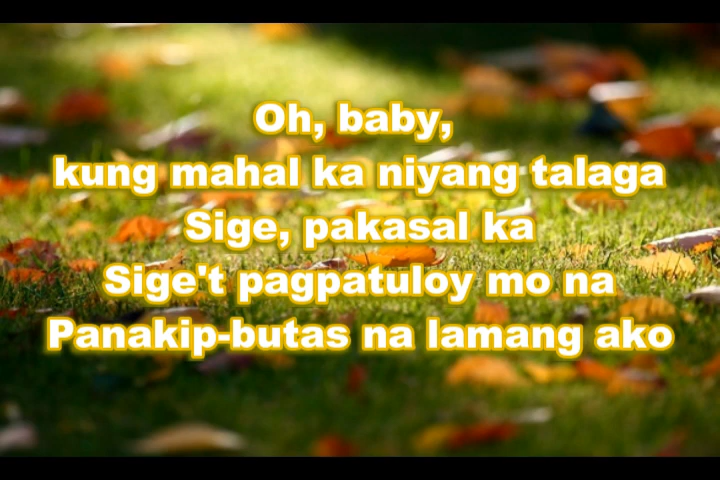 Oh, baby,
kung mahal ka niyang talaga
Sige, pakasal ka
Sige't pagpatuloy mo na
Panakip-butas na lamang ako